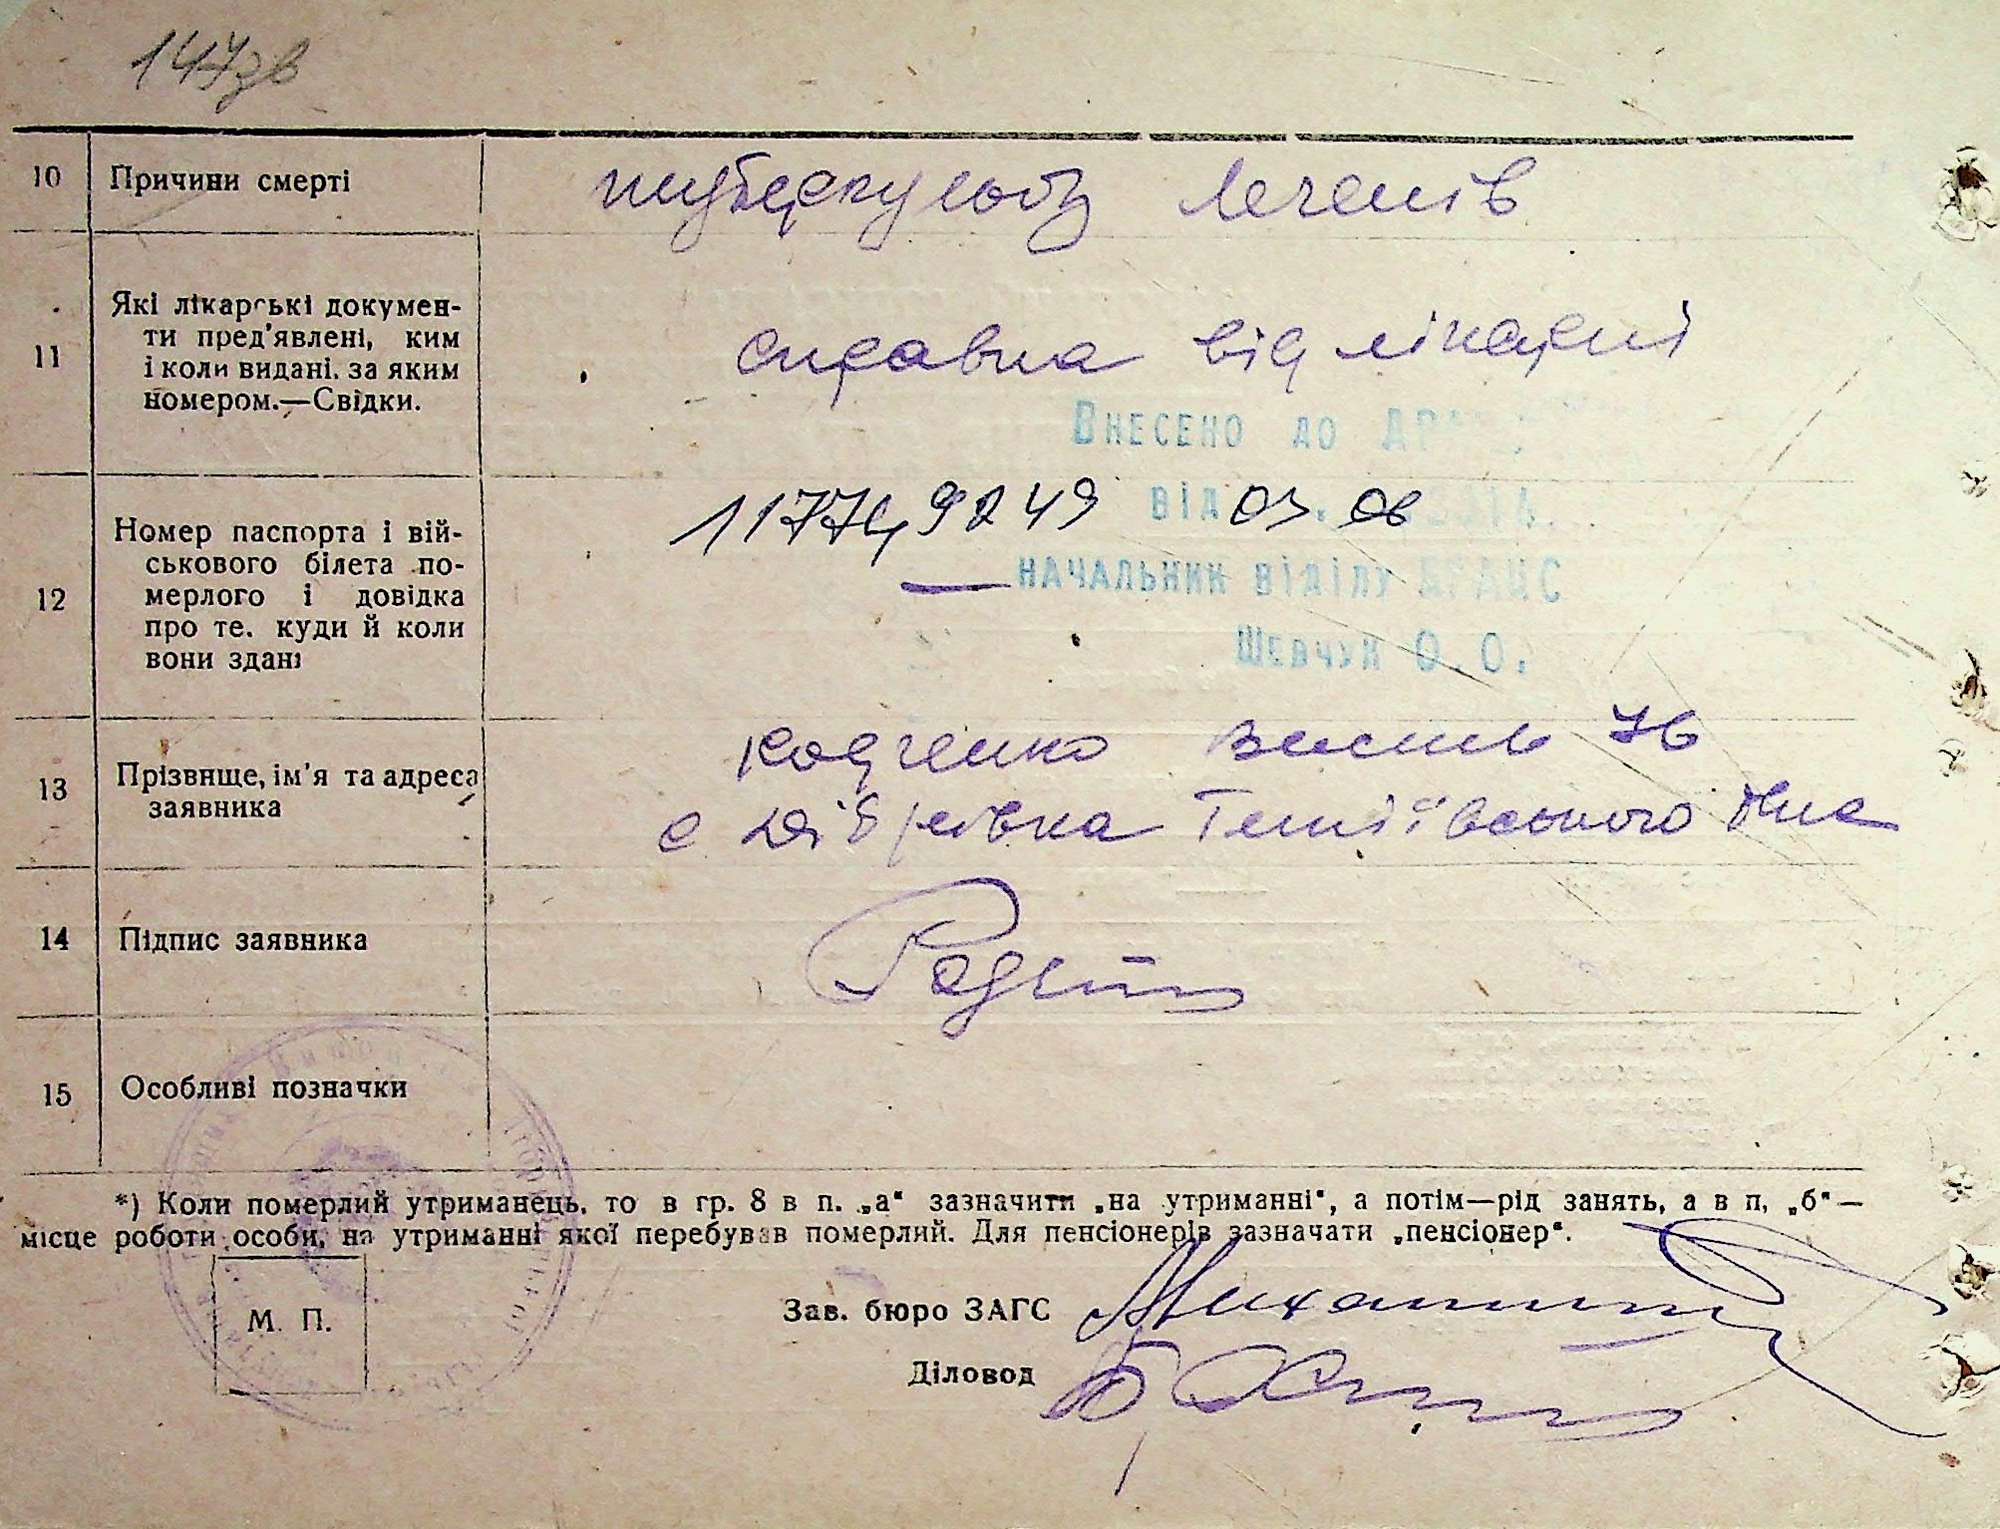 147зв
10 Причини смерті туберкульоз легенів
11 Які лікарські докумен-
ти пред'явлені, ким
і коли видані, за яким
номером.—Свідки.
справка від лікарні
Внесено до
12 Номер паспорта і вій-
ськового білета по-
мерлого і довідка
про те, куди й коли
вони здані
від 03. 06
— начальник відділу ДРАЦС
Шевчук О.О.
13 Прізвище, ім'я та адреса
заявника
с Дібрівка Тетіївського
14 Підпис заявника
15 Особливі позначки
*) Коли померлий утриманець, то в гр. 8 в п. „а“ зазначити „на утриманні“, а потім—рід занять, а в п. „б“—
місце роботи особи, на утриманні якої перебував померлий. Для пенсіонерів зазначати „пенсіонер“.
М. П.
Зав. бюро ЗАГС
Діловод